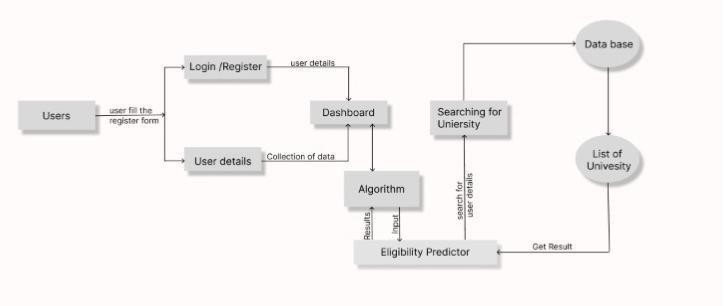 Users
user fill the
register form
Login /Register
user details
User details
Collection of data
Dashboard
Algorithm
Results
Input
Eligibility Predictor
search for
user details
Searching for
Uniersity
Data base
List of
Univesity
Get Result